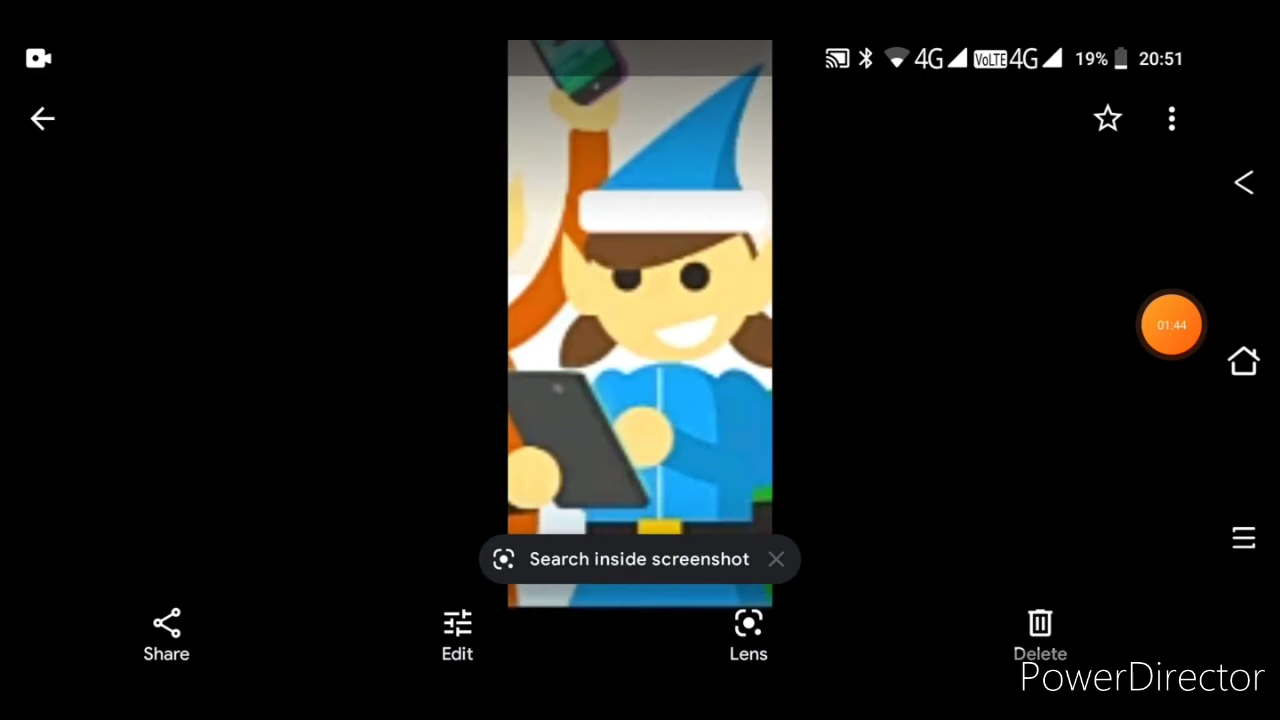 4G VoLTE 4G 19% 20:51
01:44
Search inside screenshot
Share Edit Lens Delete
PowerDirector